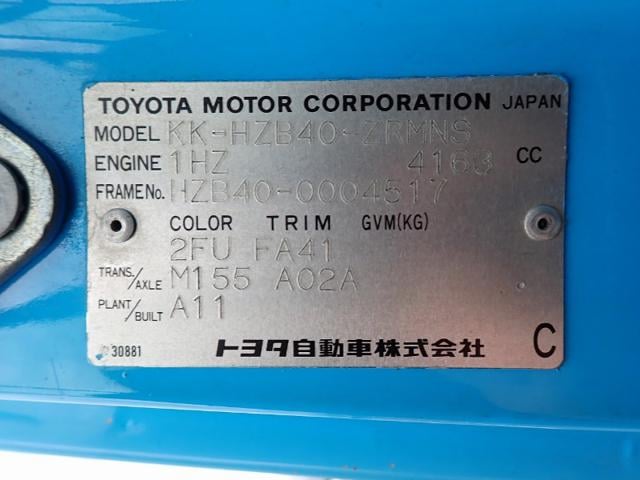 TOYOTA MOTOR CORPORATION JAPAN
MODEL KK-HZB40-ZRMNS
ENGINE 1HZ 4163 CC
FRAME No. HZB40-0004517
COLOR TRIM GVM(KG)
2FU FA41
TRANS./AXLE M155 A02A
PLANT/BUILT A11
30881 トヨタ自動車株式会社 C